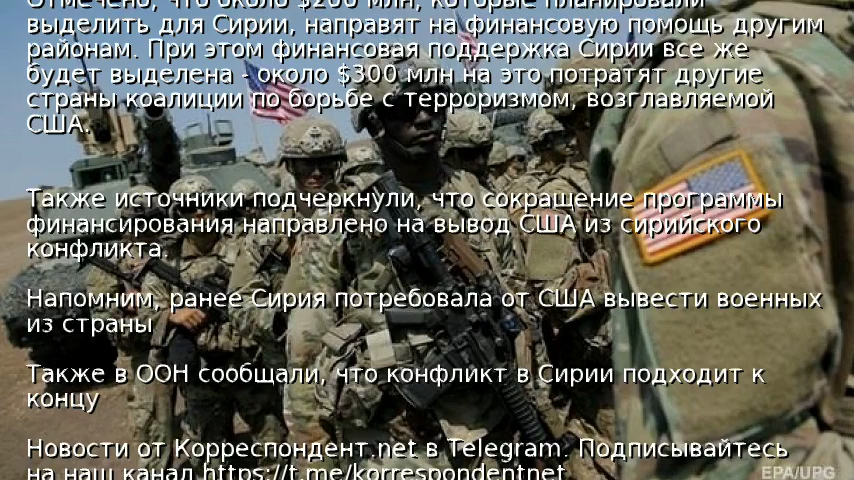 Отмечено, что около $200 млн, которые планировали
выделить для Сирии, направят на финансовую помощь другим
районам. При этом финансовая поддержка Сирии все же
будет выделена - около $300 млн на это потратят другие
страны коалиции по борьбе с терроризмом, возглавляемой
США.
Также источники подчеркнули, что сокращение программы
финансирования направлено на вывод США из сирийского
конфликта.
Напомним, ранее Сирия потребовала от США вывести военных
из страны
Также в ООН сообщали, что конфликт в Сирии подходит к
концу
Новости от Корреспондент.net в Telegram. Подписывайтесь
на наш канал https://t.me/korrespondentnet
EPA/UPG